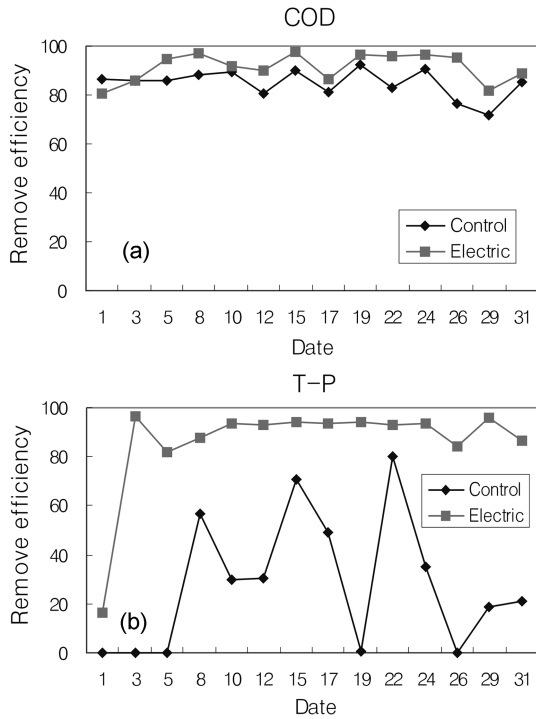 COD
Remove efficiency
100
80
60
40
20
0
(a)
Control
Electric
1 3 5 8 10 12 15 17 19 22 24 26 29 31
Date
T-P
Remove efficiency
100
80
60
40
20
0
(b)
Control
Electric
1 3 5 8 10 12 15 17 19 22 24 26 29 31
Date